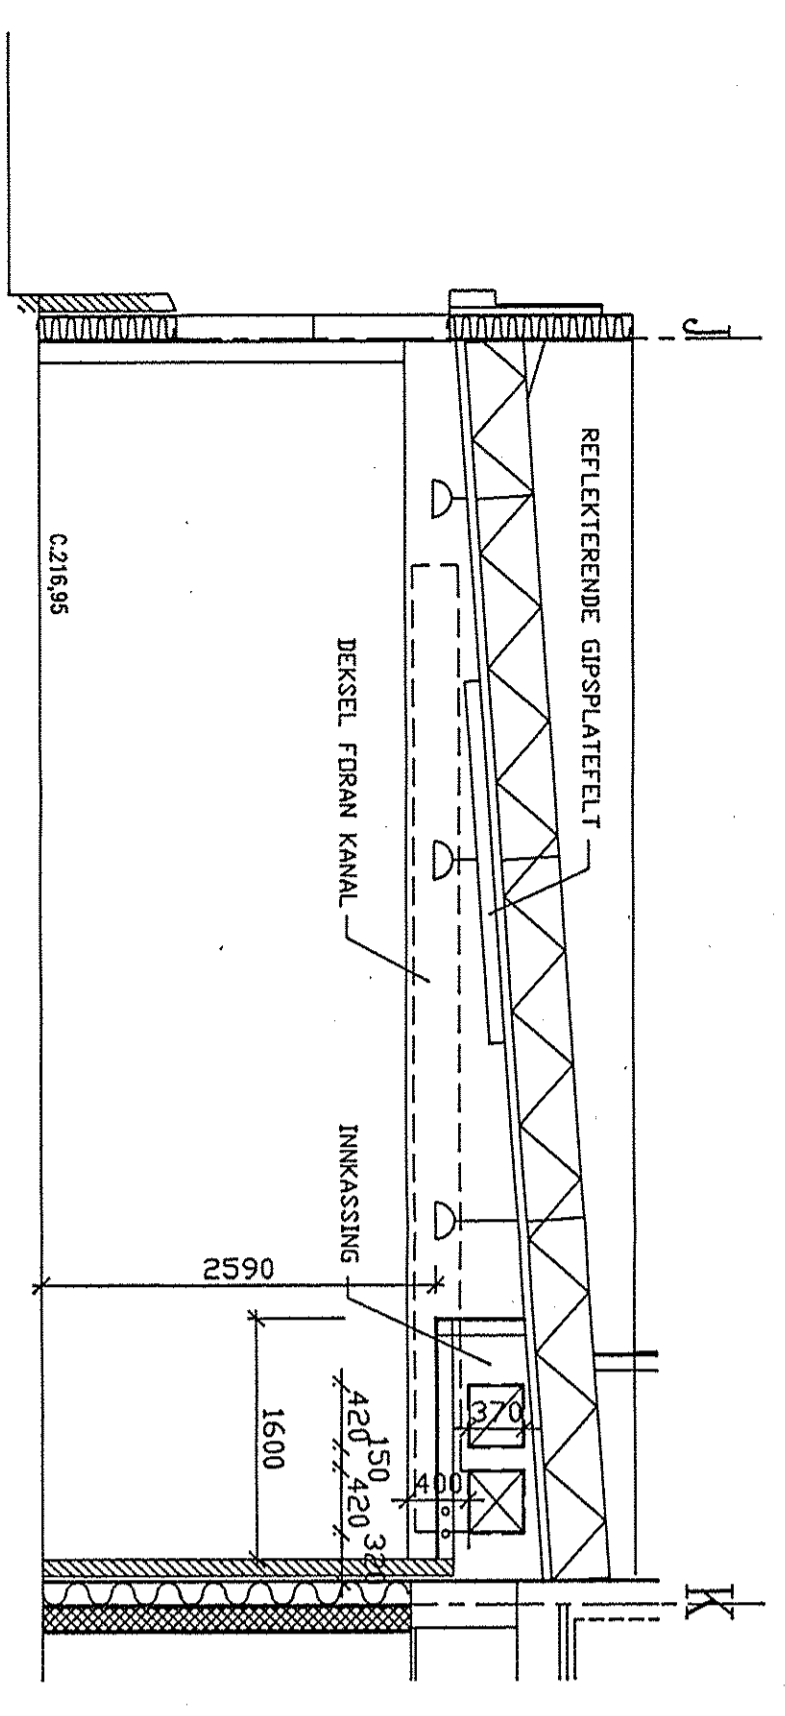 J
REFLEKTERENDE GIPSPLATEFELT
C.216,95
DEKSEL FORAN KANAL
INNKASSING
2590
370
1600
420
150
400
420
320
K